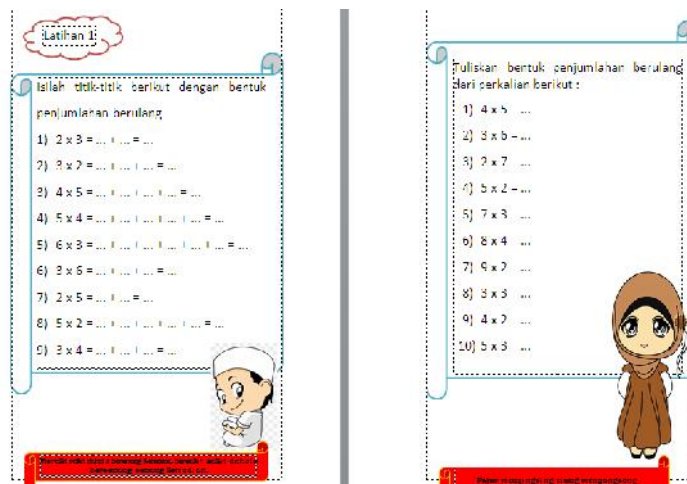 Latihan 1
Isilah titik-titik berikut dengan bentuk
penjumlahan berulang
1) 2 x 3 = ... + ... = ...
2) 3 x 2 = ... + ... + ... = ...
3) 4 x 5 = ... + ... + ... + ... = ...
4) 5 x 4 = ... + ... + ... + ... + ... = ...
5) 6 x 3 = ... + ... + ... + ... + ... + ... = ...
6) 3 x 6 = ... + ... + ... = ...
7) 2 x 5 = ... + ... = ...
8) 5 x 2 = ... + ... + ... + ... + ... = ...
9) 3 x 4 = ... + ... + ... = ...
Tuliskan bentuk penjumlahan berulang
dari perkalian berikut :
1) 4 x 5 = ...
2) 3 x 6 = ...
3) 2 x 7 = ...
4) 5 x 2 = ...
5) 7 x 3 = ...
6) 8 x 4 = ...
7) 9 x 2 = ...
8) 3 x 3 = ...
9) 4 x 2 = ...
10) 5 x 3 = ...